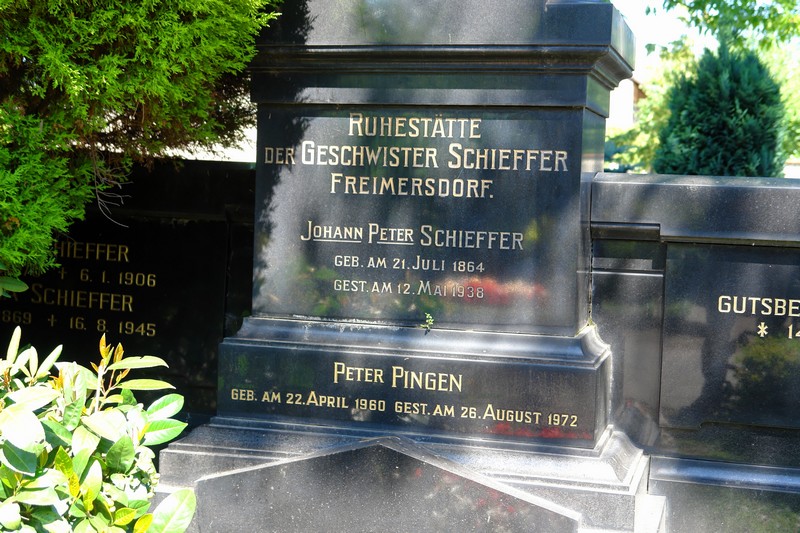 RUHESTÄTTE
DER GESCHWISTER SCHIEFFER
FREIMERSDORF.
JOHANN PETER SCHIEFFER
GEB. AM 21. JULI 1864
GEST. AM 12. MAI 1938
PETER PINGEN
GEB. AM 22. APRIL 1960 GEST. AM 26. AUGUST 1972
SCHIEFFER
+ 6.1.1906
SCHIEFFER
1869 + 16.8.1945
GUTSBE
* 14